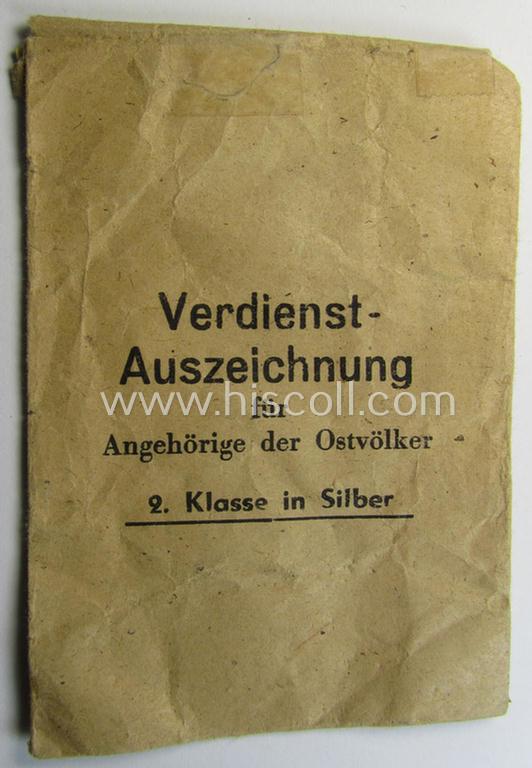 Verdienst-
Auszeichnung
www.hiscoll.com
für
Angehörige der Ostvölker
2. Klasse in Silber